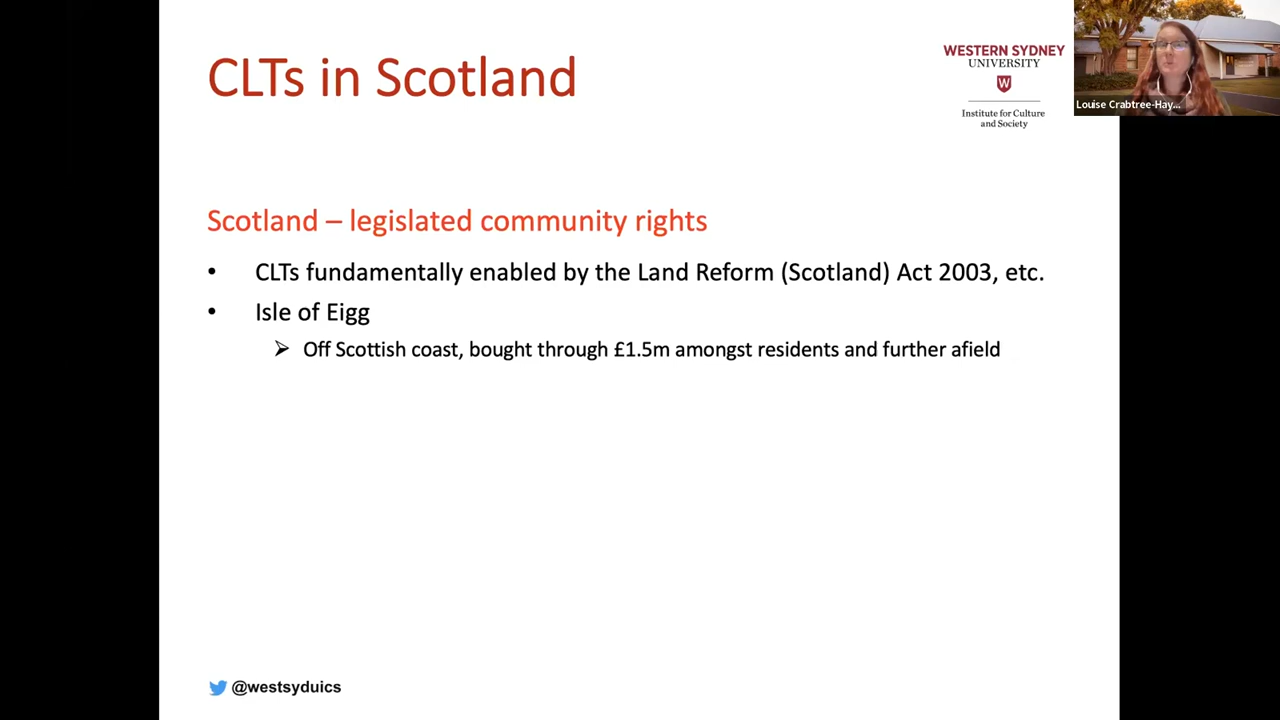 CLTs in Scotland
WESTERN SYDNEY
UNIVERSITY
W
Institute for Culture
and Society
Louise Crabtree-Hay...
Scotland – legislated community rights
• CLTs fundamentally enabled by the Land Reform (Scotland) Act 2003, etc.
• Isle of Eigg
➢ Off Scottish coast, bought through £1.5m amongst residents and further afield
@westsyduics